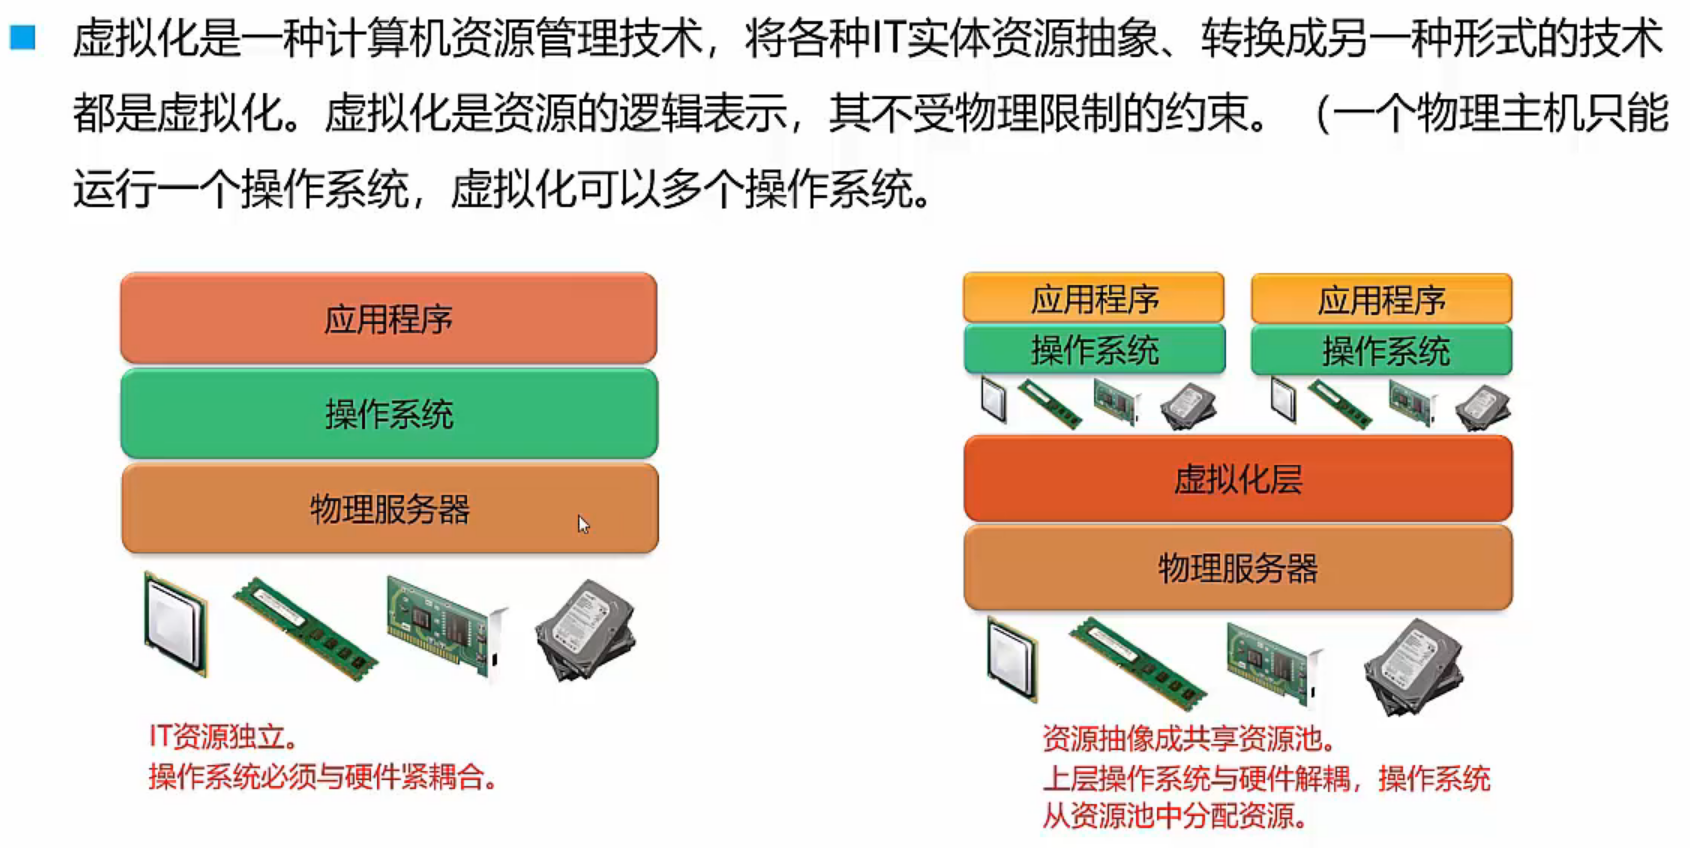 虚拟化是一种计算机资源管理技术，将各种IT实体资源抽象、转换成另一种形式的技术
都是虚拟化。虚拟化是资源的逻辑表示，其不受物理限制的约束。（一个物理主机只能
运行一个操作系统，虚拟化可以多个操作系统。
应用程序
操作系统
物理服务器
IT资源独立。
操作系统必须与硬件紧耦合。
应用程序
应用程序
操作系统
操作系统
虚拟化层
物理服务器
资源抽像成共享资源池。
上层操作系统与硬件解耦，操作系统
从资源池中分配资源。